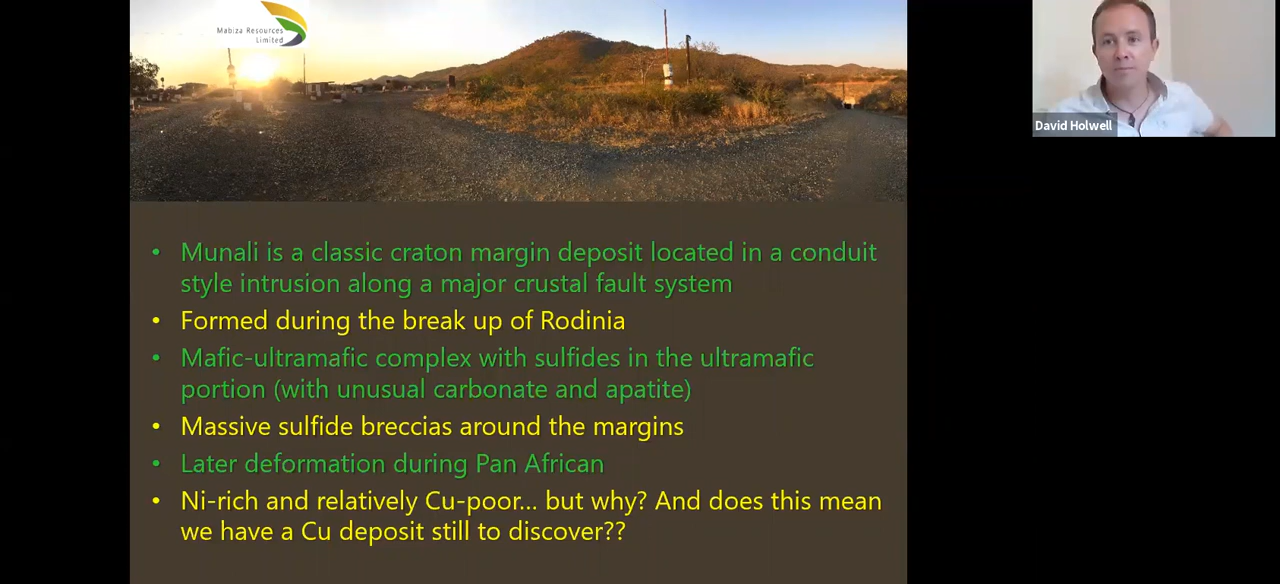 Mabiza Resources
Limited
David Holwell
• Munali is a classic craton margin deposit located in a conduit
style intrusion along a major crustal fault system
• Formed during the break up of Rodinia
• Mafic-ultramafic complex with sulfides in the ultramafic
portion (with unusual carbonate and apatite)
• Massive sulfide breccias around the margins
• Later deformation during Pan African
• Ni-rich and relatively Cu-poor... but why? And does this mean
we have a Cu deposit still to discover??